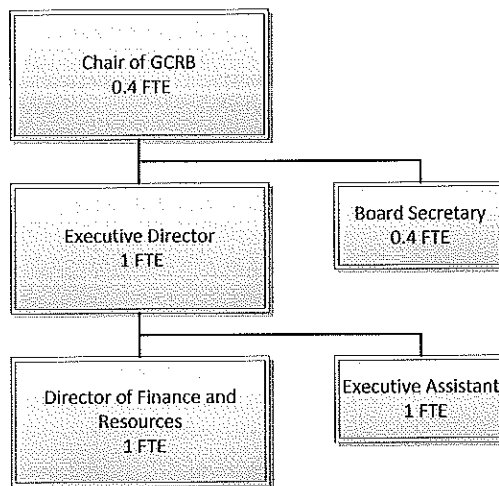 Chair of GCRB
0.4 FTE
Executive Director
1 FTE
Board Secretary
0.4 FTE
Director of Finance and
Resources
1 FTE
Executive Assistant
1 FTE